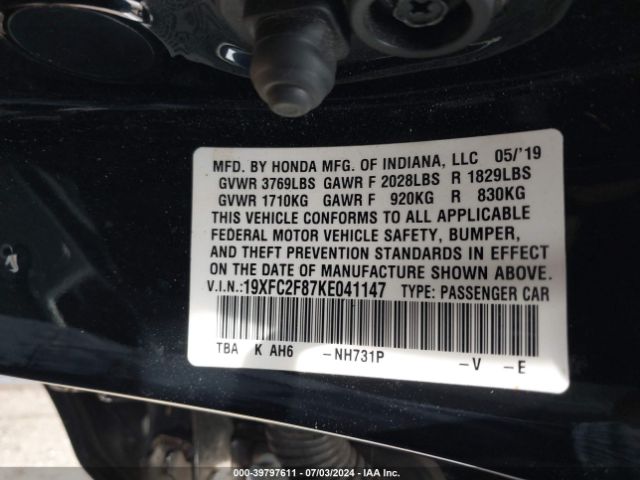 MFD. BY HONDA MFG. OF INDIANA, LLC 05/'19
GVWR 3769LBS GAWR F 2028LBS R 1829LBS
GVWR 1710KG GAWR F 920KG R 830KG
THIS VEHICLE CONFORMS TO ALL APPLICABLE
FEDERAL MOTOR VEHICLE SAFETY, BUMPER,
AND THEFT PREVENTION STANDARDS IN EFFECT
ON THE DATE OF MANUFACTURE SHOWN ABOVE.
V.I.N.:19XFC2F87KE041147 TYPE: PASSENGER CAR
TBA K AH6 -NH731P -V -E
000-39797611 - 07/03/2024 - IAA Inc.